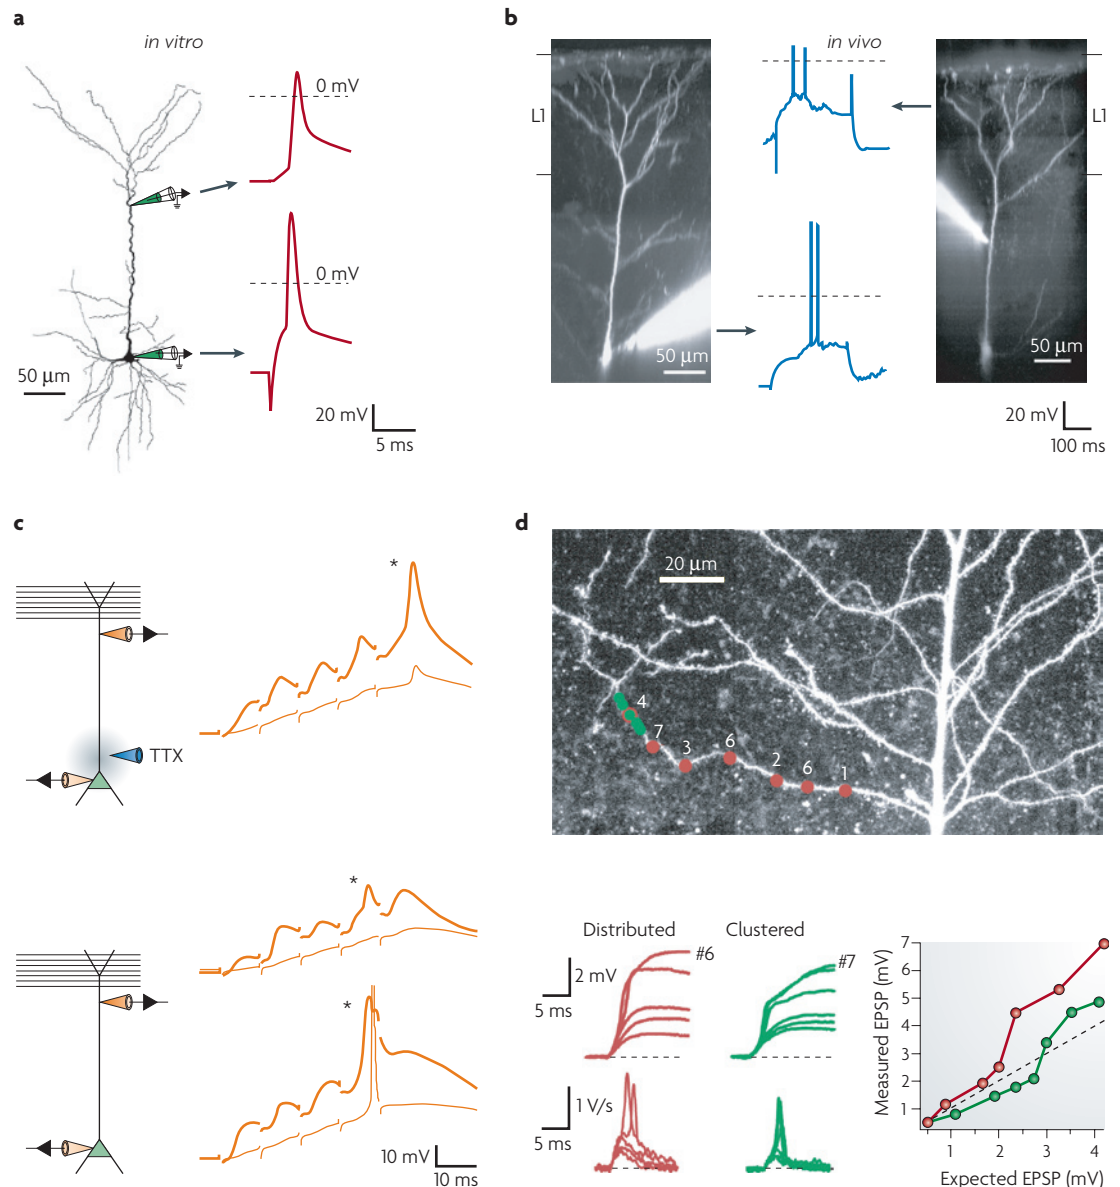 a
in vitro
0 mV
0 mV
50 μm
20 mV
5 ms
b
in vivo
L1
L1
50 μm
50 μm
20 mV
100 ms
c
*
TTX
*
*
10 mV
10 ms
d
20 μm
4
7
3
6
2
6
1
Distributed
Clustered
#6
#7
2 mV
5 ms
1 V/s
5 ms
Measured EPSP (mV)
7
6
5
4
3
2
1
1
2
3
4
Expected EPSP (mV)